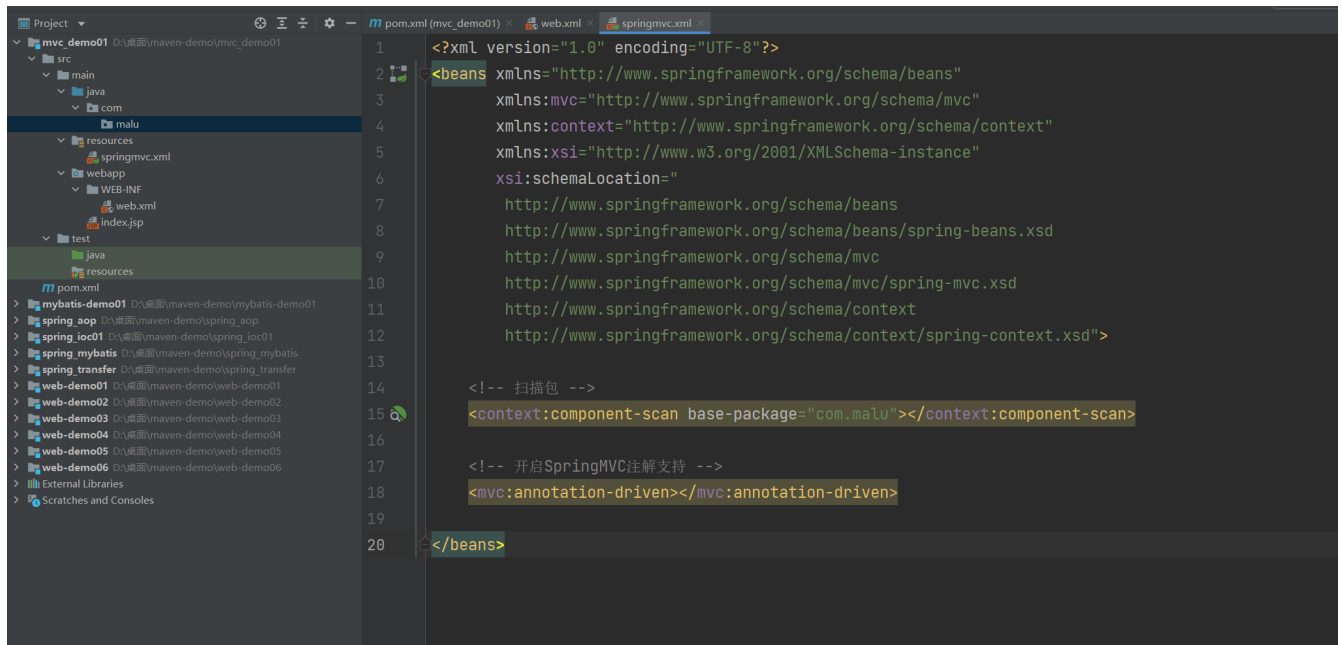 Project
pom.xml (mvc_demo01)
web.xml
springmvc.xml
mvc_demo01 D:\桌面\maven-demo\mvc_demo01
src
main
java
com
malu
resources
springmvc.xml
webapp
WEB-INF
web.xml
index.jsp
test
java
resources
pom.xml
mybatis-demo01 D:\桌面\maven-demo\mybatis-demo01
spring_aop D:\桌面\maven-demo\spring_aop
spring_ioc01 D:\桌面\maven-demo\spring_ioc01
spring_mybatis D:\桌面\maven-demo\spring_mybatis
spring_transfer D:\桌面\maven-demo\spring_transfer
web-demo01 D:\桌面\maven-demo\web-demo01
web-demo02 D:\桌面\maven-demo\web-demo02
web-demo03 D:\桌面\maven-demo\web-demo03
web-demo04 D:\桌面\maven-demo\web-demo04
web-demo05 D:\桌面\maven-demo\web-demo05
web-demo06 D:\桌面\maven-demo\web-demo06
External Libraries
Scratches and Consoles
1 <?xml version="1.0" encoding="UTF-8"?>
2 <beans xmlns="http://www.springframework.org/schema/beans"
3 xmlns:mvc="http://www.springframework.org/schema/mvc"
4 xmlns:context="http://www.springframework.org/schema/context"
5 xmlns:xsi="http://www.w3.org/2001/XMLSchema-instance"
6 xsi:schemaLocation="
7 http://www.springframework.org/schema/beans
8 http://www.springframework.org/schema/beans/spring-beans.xsd
9 http://www.springframework.org/schema/mvc
10 http://www.springframework.org/schema/mvc/spring-mvc.xsd
11 http://www.springframework.org/schema/context
12 http://www.springframework.org/schema/context/spring-context.xsd">
13
14 <!-- 扫描包 -->
15 <context:component-scan base-package="com.malu"></context:component-scan>
16
17 <!-- 开启SpringMVC注解支持 -->
18 <mvc:annotation-driven></mvc:annotation-driven>
19
20 </beans>